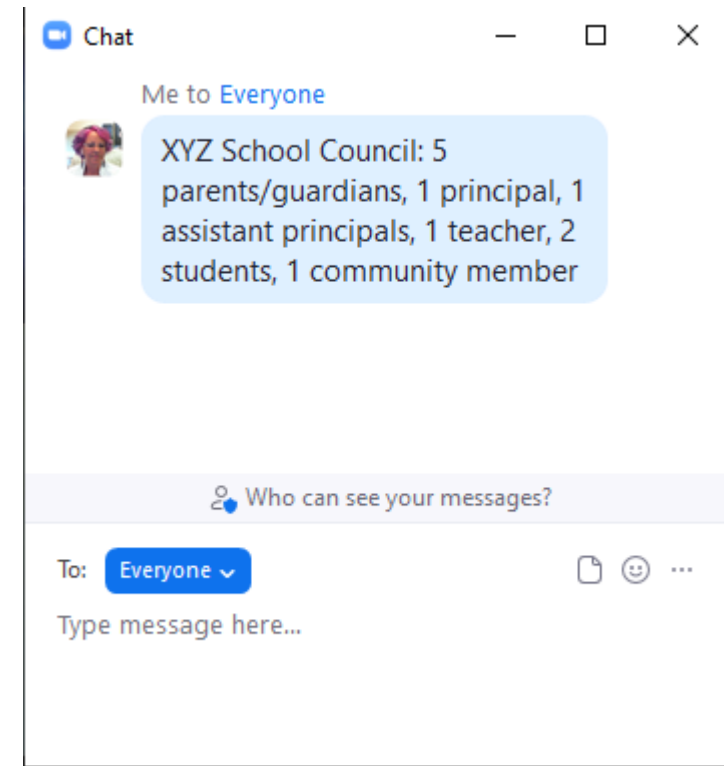 Chat
Me to Everyone
XYZ School Council: 5
parents/guardians, 1 principal, 1
assistant principals, 1 teacher, 2
students, 1 community member
Who can see your messages?
To: Everyone
Type message here...